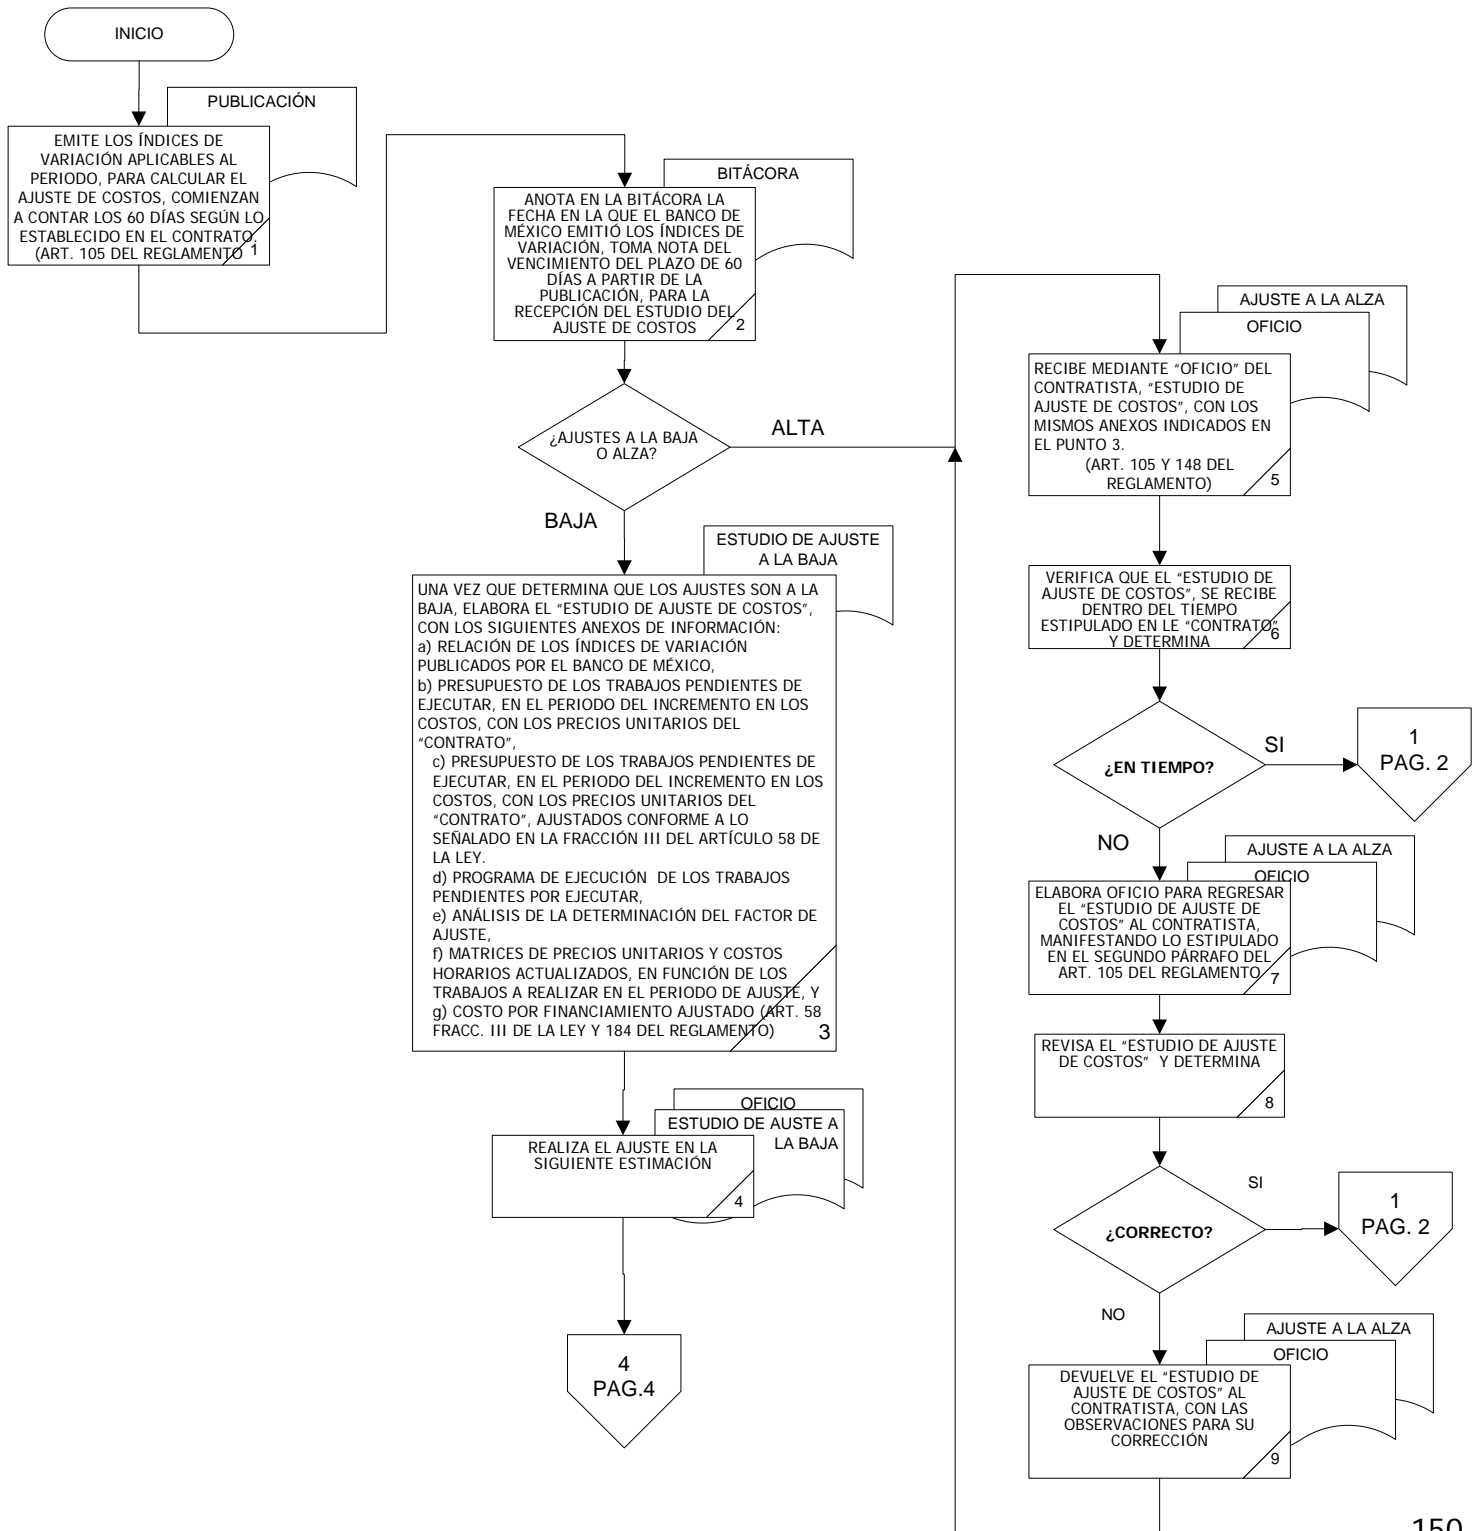 INICIO
PUBLICACIÓN
EMITE LOS ÍNDICES DE
VARIACIÓN APLICABLES AL
PERIODO, PARA CALCULAR EL
AJUSTE DE COSTOS, COMIENZAN
A CONTAR LOS 60 DÍAS SEGÚN LO
ESTABLECIDO EN EL CONTRATO.
(ART. 105 DEL REGLAMENTO
1
BITÁCORA
ANOTA EN LA BITÁCORA LA
FECHA EN LA QUE EL BANCO DE
MÉXICO EMITIÓ LOS ÍNDICES DE
VARIACIÓN, TOMA NOTA DEL
VENCIMIENTO DEL PLAZO DE 60
DÍAS A PARTIR DE LA
PUBLICACIÓN, PARA LA
RECEPCIÓN DEL ESTUDIO DEL
AJUSTE DE COSTOS
2
¿AJUSTES A LA BAJA
O ALZA?
ALTA
BAJA
ESTUDIO DE AJUSTE
A LA BAJA
UNA VEZ QUE DETERMINA QUE LOS AJUSTES SON A LA
BAJA, ELABORA EL “ESTUDIO DE AJUSTE DE COSTOS”,
CON LOS SIGUIENTES ANEXOS DE INFORMACIÓN:
a) RELACIÓN DE LOS ÍNDICES DE VARIACIÓN
PUBLICADOS POR EL BANCO DE MÉXICO,
b) PRESUPUESTO DE LOS TRABAJOS PENDIENTES DE
EJECUTAR, EN EL PERIODO DEL INCREMENTO EN LOS
COSTOS, CON LOS PRECIOS UNITARIOS DEL
“CONTRATO”,
c) PRESUPUESTO DE LOS TRABAJOS PENDIENTES DE
EJECUTAR, EN EL PERIODO DEL INCREMENTO EN LOS
COSTOS, CON LOS PRECIOS UNITARIOS DEL
“CONTRATO”, AJUSTADOS CONFORME A LO
SEÑALADO EN LA FRACCIÓN III DEL ARTÍCULO 58 DE
LA LEY.
d) PROGRAMA DE EJECUCIÓN DE LOS TRABAJOS
PENDIENTES POR EJECUTAR,
e) ANÁLISIS DE LA DETERMINACIÓN DEL FACTOR DE
AJUSTE,
f) MATRICES DE PRECIOS UNITARIOS Y COSTOS
HORARIOS ACTUALIZADOS, EN FUNCIÓN DE LOS
TRABAJOS A REALIZAR EN EL PERIODO DE AJUSTE, Y
g) COSTO POR FINANCIAMIENTO AJUSTADO (ART. 58
FRACC. III DE LA LEY Y 184 DEL REGLAMENTO)
3
OFICIO
ESTUDIO DE AUSTE A
LA BAJA
REALIZA EL AJUSTE EN LA
SIGUIENTE ESTIMACIÓN
4
4
PAG.4
AJUSTE A LA ALZA
OFICIO
RECIBE MEDIANTE “OFICIO” DEL
CONTRATISTA, “ESTUDIO DE
AJUSTE DE COSTOS”, CON LOS
MISMOS ANEXOS INDICADOS EN
EL PUNTO 3.
(ART. 105 Y 148 DEL
REGLAMENTO)
5
VERIFICA QUE EL “ESTUDIO DE
AJUSTE DE COSTOS”, SE RECIBE
DENTRO DEL TIEMPO
ESTIPULADO EN LE “CONTRATO”
Y DETERMINA
6
¿EN TIEMPO?
SI
1
PAG. 2
NO
AJUSTE A LA ALZA
OFICIO
ELABORA OFICIO PARA REGRESAR
EL “ESTUDIO DE AJUSTE DE
COSTOS” AL CONTRATISTA,
MANIFESTANDO LO ESTIPULADO
EN EL SEGUNDO PÁRRAFO DEL
ART. 105 DEL REGLAMENTO
7
REVISA EL “ESTUDIO DE AJUSTE
DE COSTOS” Y DETERMINA
8
¿CORRECTO?
SI
1
PAG. 2
NO
AJUSTE A LA ALZA
OFICIO
DEVUELVE EL “ESTUDIO DE
AJUSTE DE COSTOS” AL
CONTRATISTA, CON LAS
OBSERVACIONES PARA SU
CORRECCIÓN
9
150